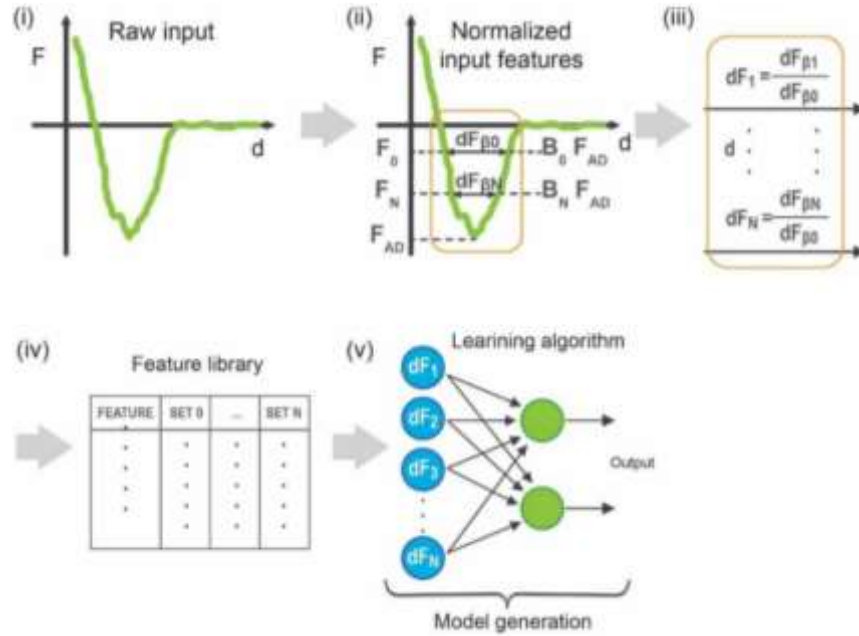 (i)
Raw input
F
d
(ii)
Normalized
input features
F
dFβ0
d
F0
B0 FAD
dFβN
FN
BN FAD
FAD
(iii)
dF1 = dFβ1
dFβ0
d
dFN = dFβN
dFβ0
(iv)
Feature library
FEATURE SET 0 ... SET N
(v)
Learining algorithm
dF1
dF2
dF3
dFN
Output
Model generation